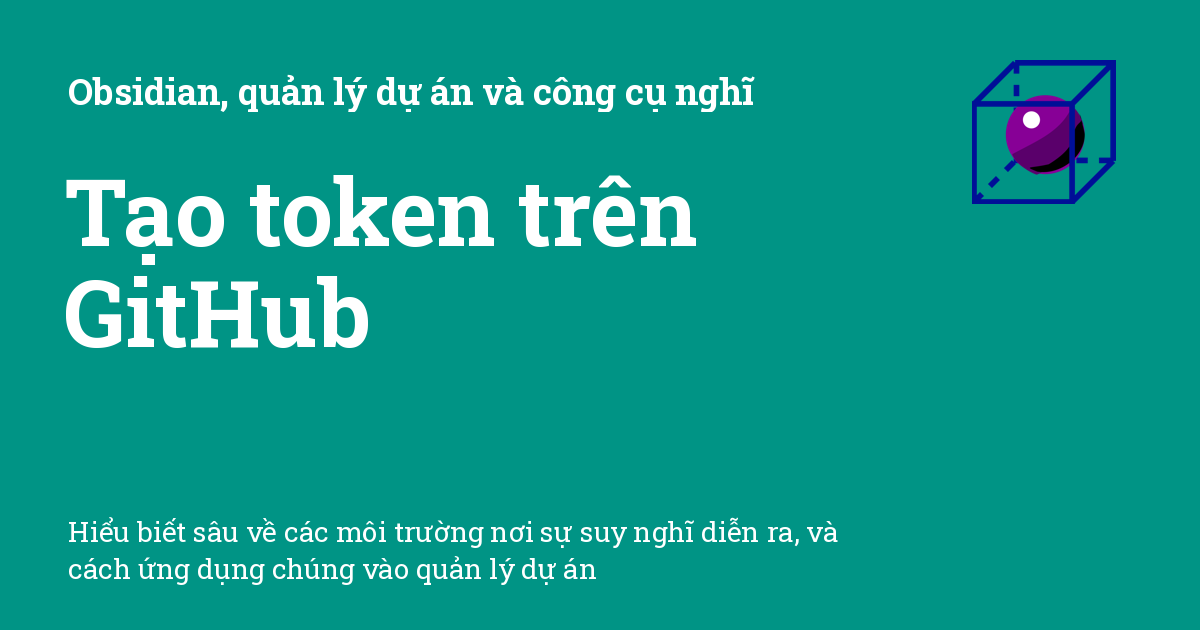 Obsidian, quản lý dự án và công cụ nghĩ
Tạo token trên
GitHub
Hiểu biết sâu về các môi trường nơi sự suy nghĩ diễn ra, và
cách ứng dụng chúng vào quản lý dự án